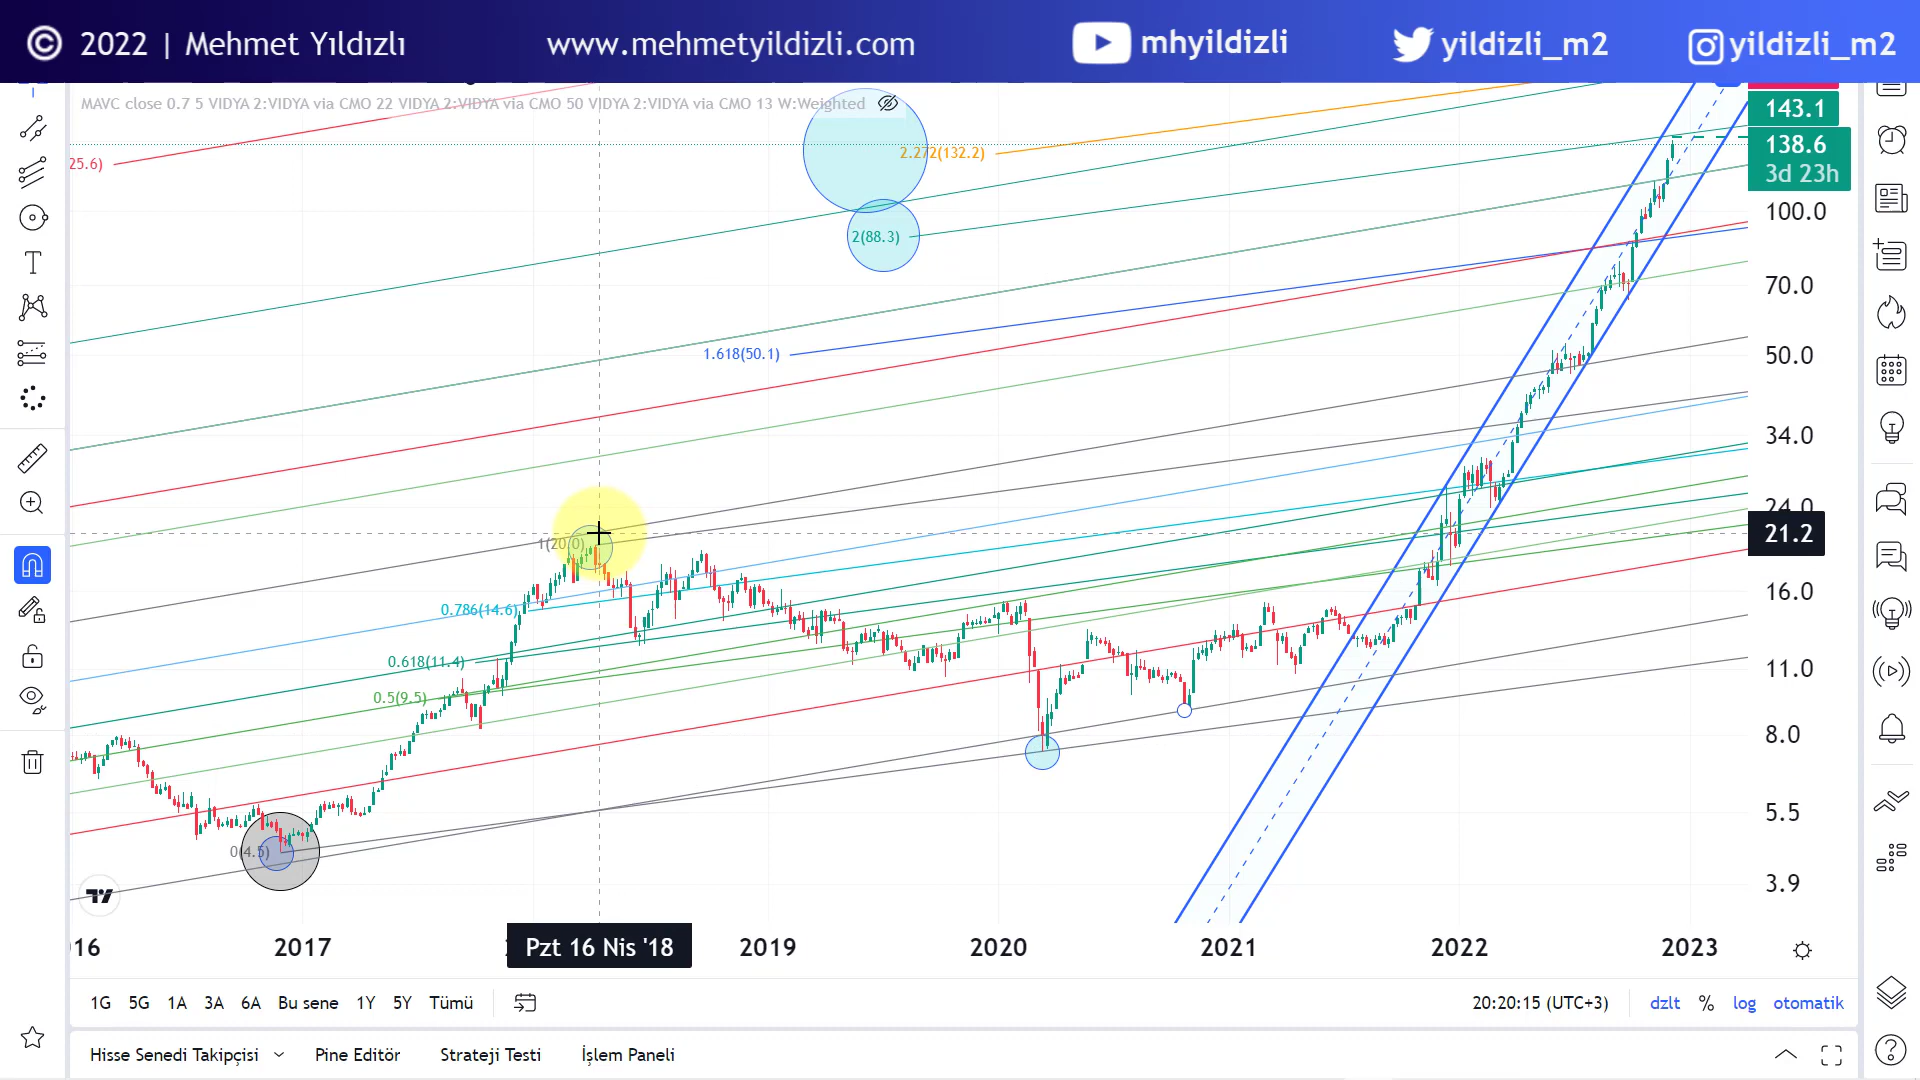 © 2022 | Mehmet Yıldızlı
www.mehmetyildizli.com
mhyildizli
yildizli_m2
yildizli_m2
MAVC close 0.7 5 VIDYA 2:VIDYA via CMO 22 VIDYA 2:VIDYA via CMO 50 VIDYA 2:VIDYA via CMO 13 W:Weighted
143.1
138.6
3d 23h
100.0
70.0
50.0
34.0
24.0
21.2
16.0
11.0
8.0
5.5
3.9
25.6)
2.272(132.2)
2(88.3)
1.618(50.1)
1(20.0)
0.786(14.6)
0.618(11.4)
0.5(9.5)
0(4.5)
16
2017
Pzt 16 Nis '18
2019
2020
2021
2022
2023
1G 5G 1A 3A 6A Bu sene 1Y 5Y Tümü
20:20:15 (UTC+3)
dzlt % log otomatik
Hisse Senedi Takipçisi
Pine Editör
Strateji Testi
İşlem Paneli